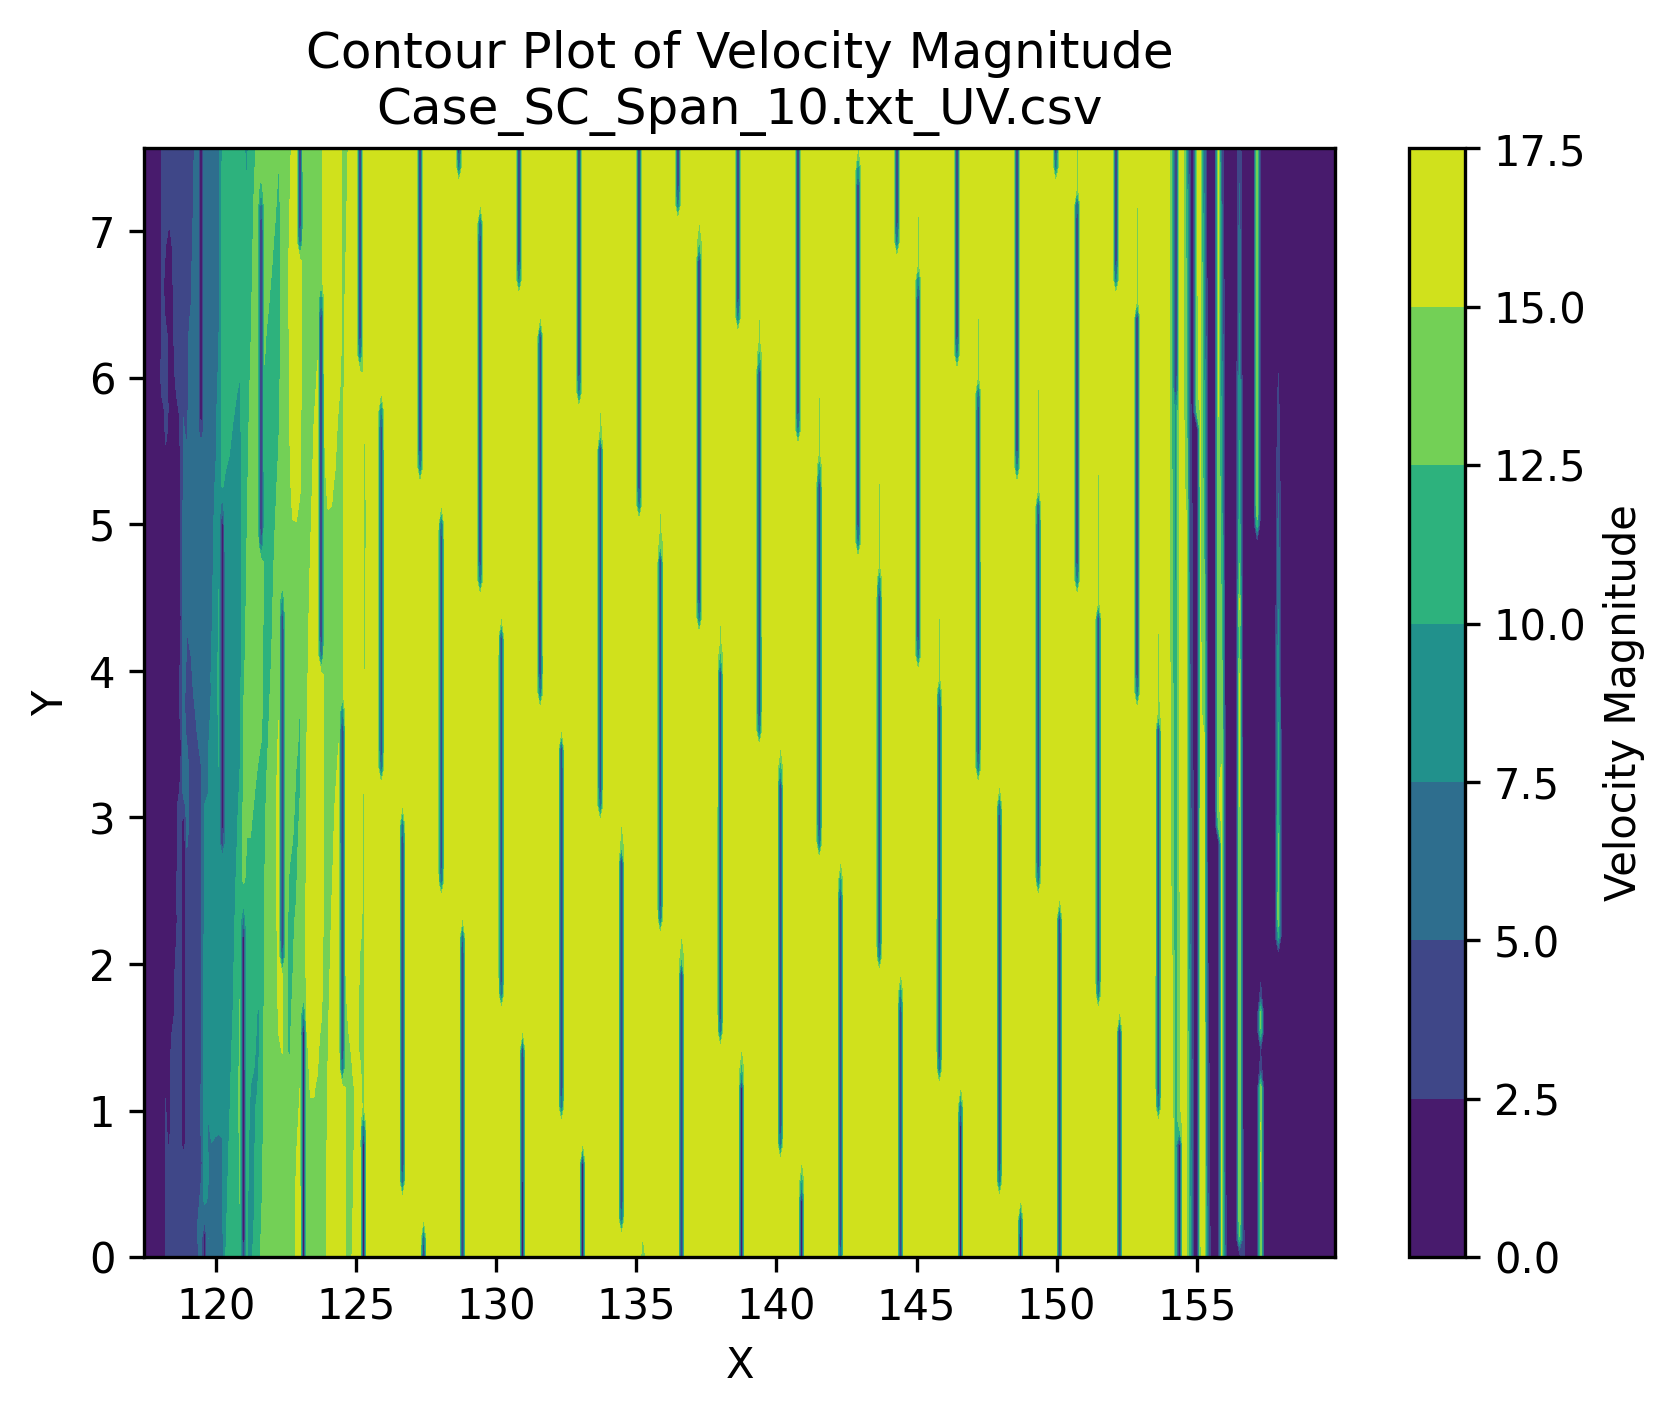 Contour Plot of Velocity Magnitude
Case_SC_Span_10.txt_UV.csv
Y
7
6
5
4
3
2
1
0
120 125 130 135 140 145 150 155
X
17.5
15.0
12.5
10.0
7.5
5.0
2.5
0.0
Velocity Magnitude